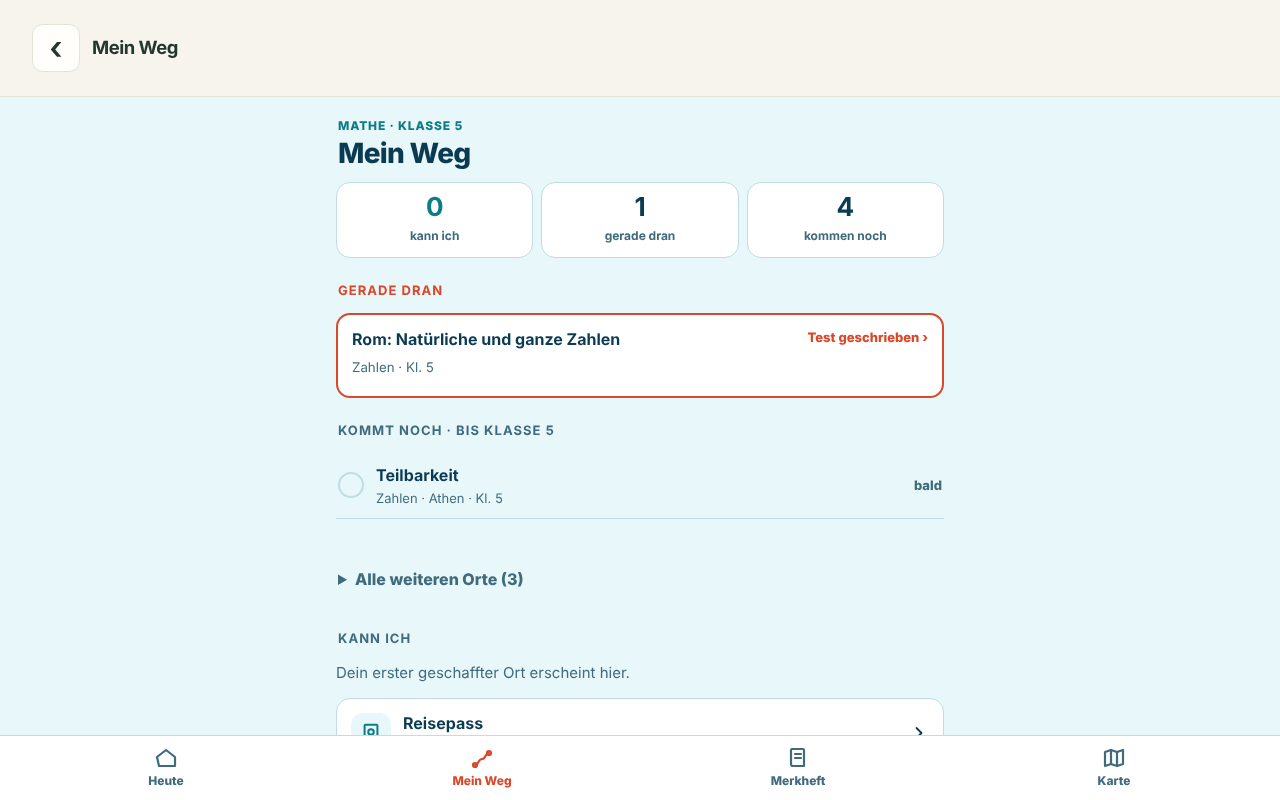 Mein Weg
MATHE · KLASSE 5
Mein Weg
0
kann ich
1
gerade dran
4
kommen noch
GERADE DRAN
Rom: Natürliche und ganze Zahlen
Test geschrieben ›
Zahlen · Kl. 5
KOMMT NOCH · BIS KLASSE 5
Teilbarkeit
Zahlen · Athen · Kl. 5
bald
Alle weiteren Orte (3)
KANN ICH
Dein erster geschaffter Ort erscheint hier.
Reisepass
Heute
Mein Weg
Merkheft
Karte